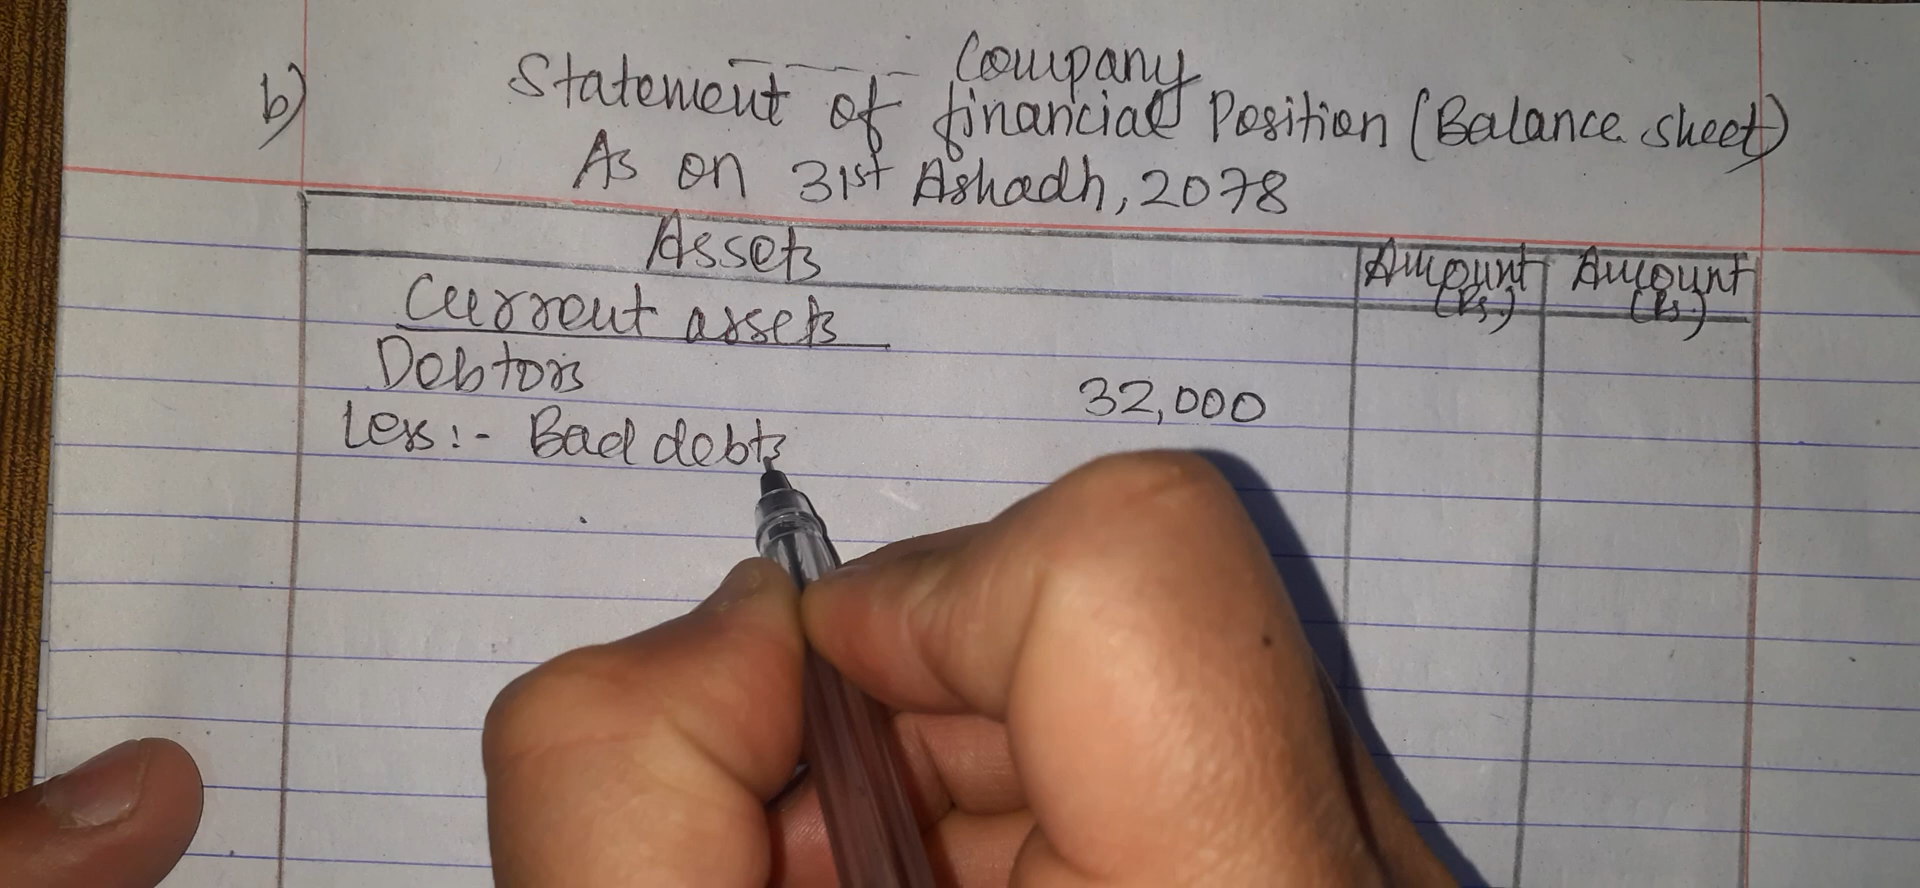 b)
---- Company
Statement of financial Position (Balance sheet)
As on 31st Ashadh, 2078
Assets Amount (Rs.) Amount (Rs.)
Current assets
Debtors 32,000
Less:- Bad debts